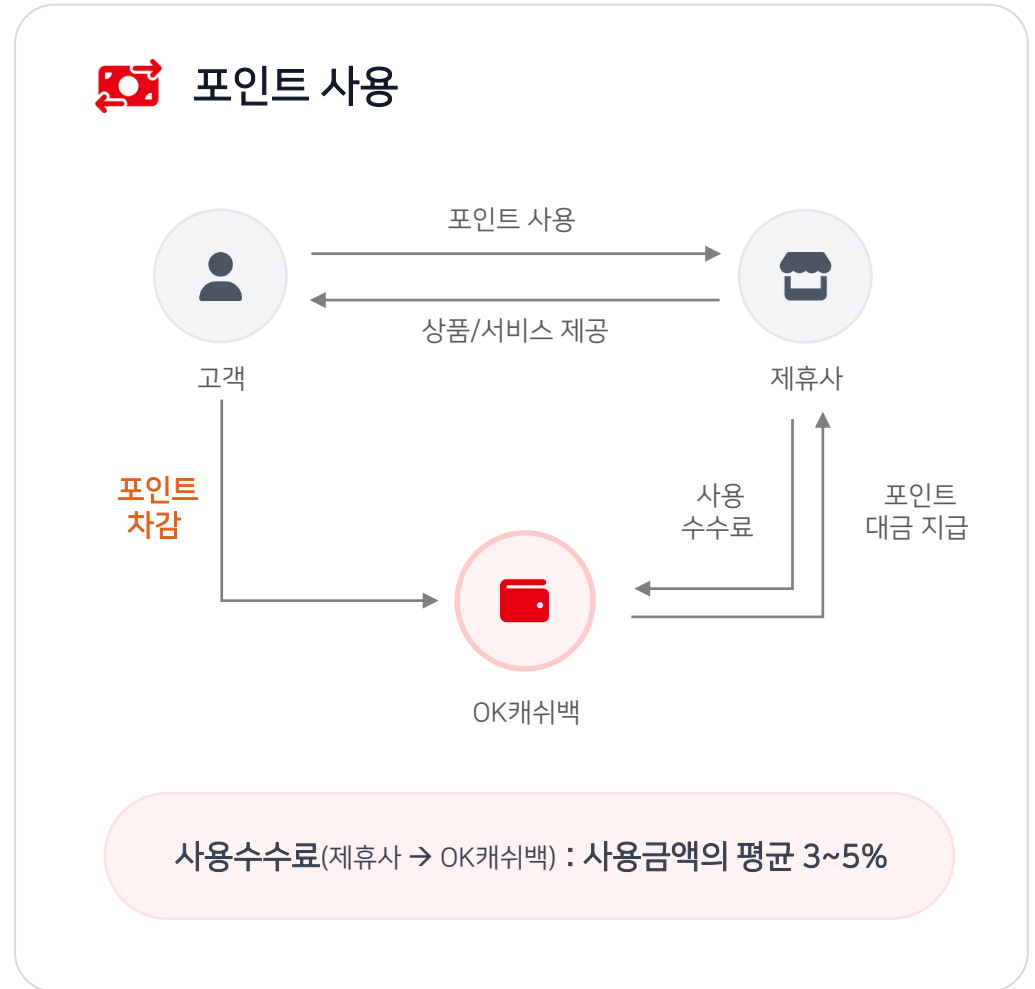 포인트 사용
포인트 사용
상품/서비스 제공
고객
제휴사
포인트
차감
사용
수수료
포인트
대금 지급
OK캐쉬백
사용수수료(제휴사 → OK캐쉬백) : 사용금액의 평균 3~5%